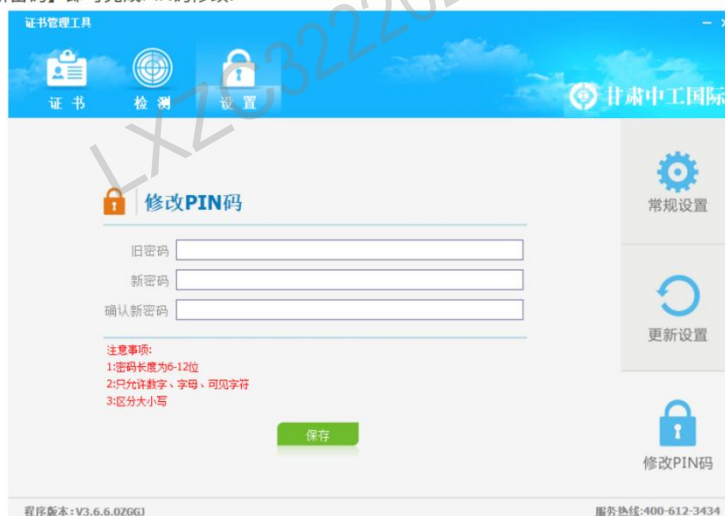 证书管理工具
证书
检测
设置
甘肃中工国际
LXZC32220
修改PIN码
旧密码
新密码
确认新密码
注意事项:
1:密码长度为6-12位
2:只允许数字、字母、可见字符
3:区分大小写
保存
常规设置
更新设置
修改PIN码
程序版本:V3.6.6.0ZGGJ
服务热线:400-612-3434